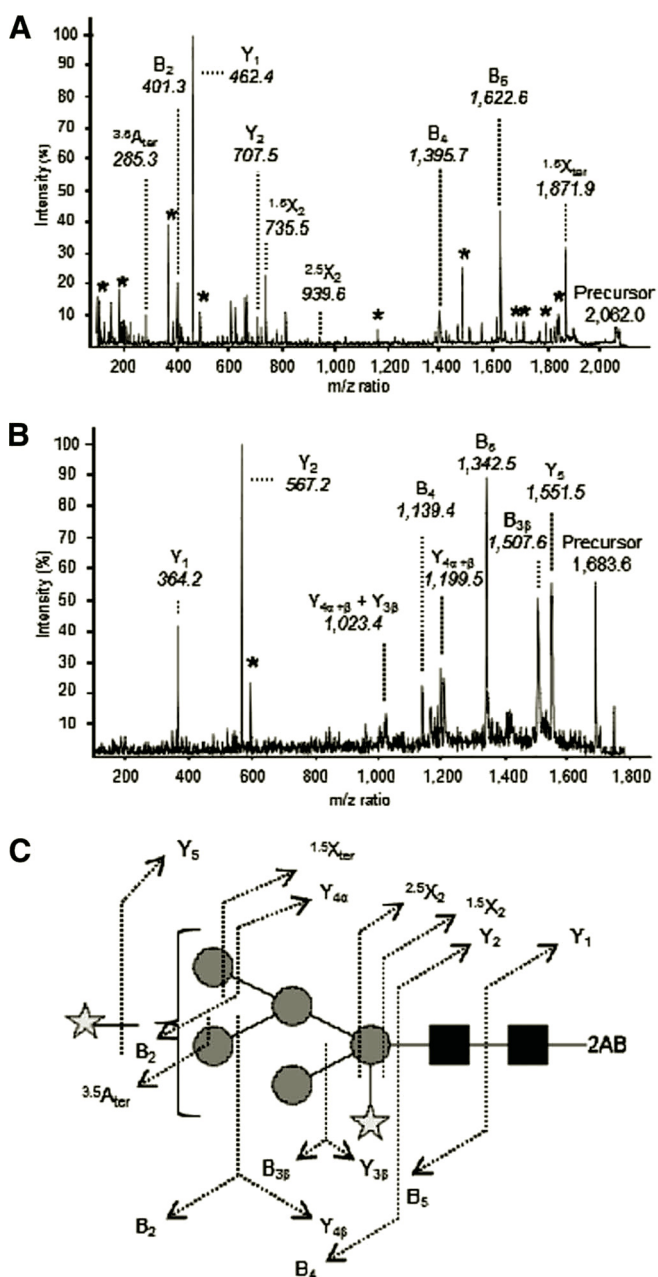 A
100
90
80
70
60
50
40
30
20
10
Intensity (%)
B₂
401.3
Y₁
462.4
³·⁵Ater
285.3
Y₂
707.5
¹·⁵X₂
735.5
²·⁵X₂
939.6
B₄
1,395.7
B₅
1,622.6
¹·⁵Xter
1,871.9
Precursor
2,062.0
* * * * * * * * * *
200 400 600 800 1,000 1,200 1,400 1,600 1,800 2,000
m/z ratio
B
100
90
80
70
60
50
40
30
20
10
Intensity (%)
Y₁
364.2
Y₂
567.2
*
Y4α+β + Y3β
1,023.4
B₄
1,139.4
Y4α+β
1,199.5
B₅
1,342.5
B3β
1,507.6
Y₅
1,551.5
Precursor
1,683.6
200 400 600 800 1,000 1,200 1,400 1,600 1,800
m/z ratio
C
Y₅
¹·⁵Xter
Y4α
²·⁵X₂
¹·⁵X₂
Y₂
Y₁
2AB
B₂
³·⁵Ater
B3β
Y3β
B₅
B₂
Y4β
B₄